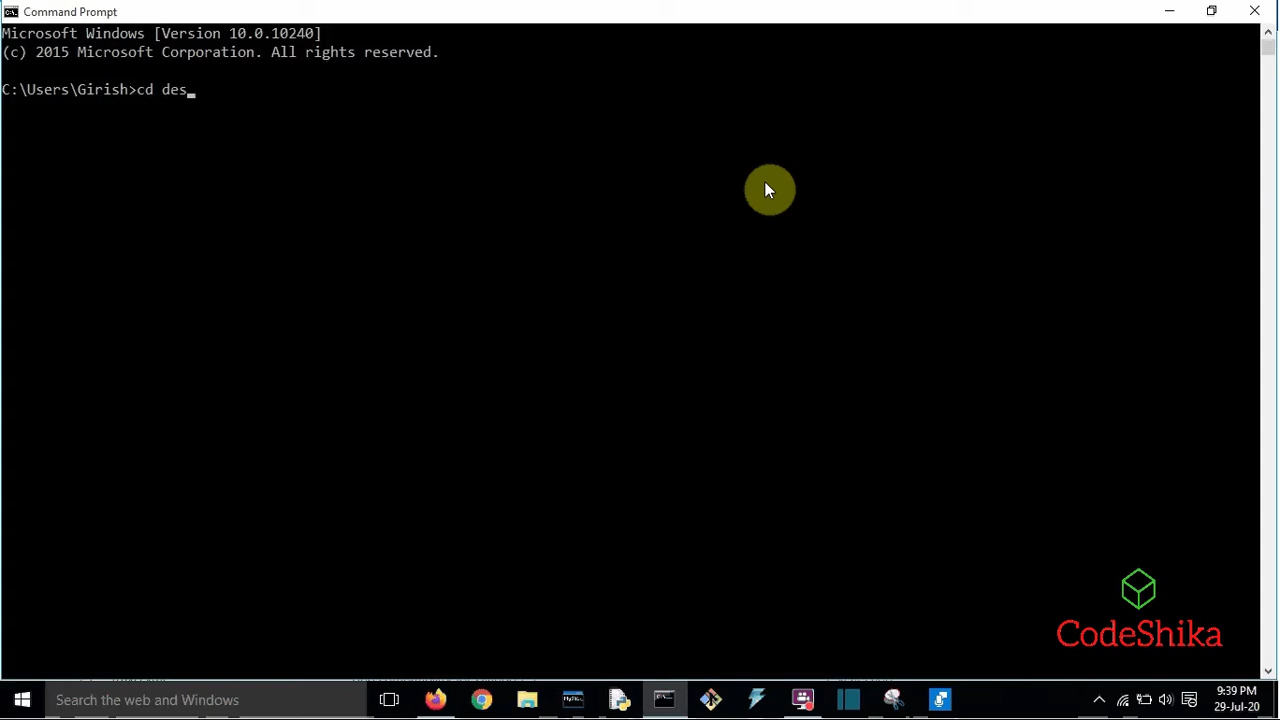 Command Prompt
Microsoft Windows [Version 10.0.10240]
(c) 2015 Microsoft Corporation. All rights reserved.
C:\Users\Girish>cd des_
CodeShika
Search the web and Windows
9:39 PM
29-Jul-20